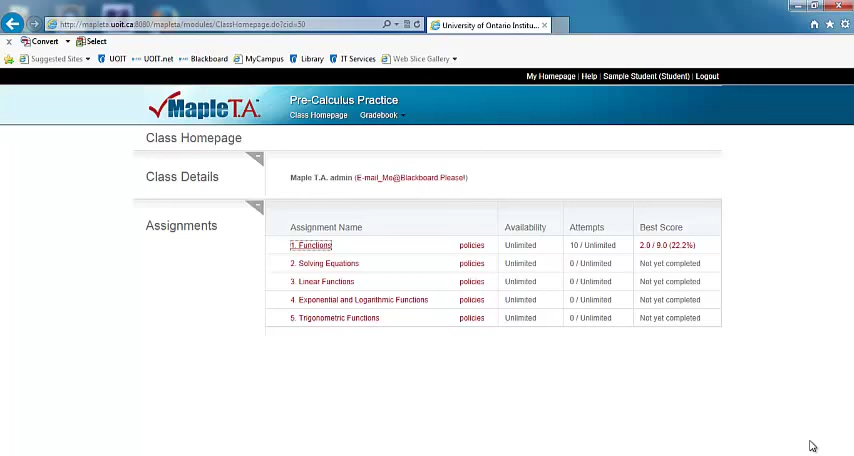 http://mapleta.uoit.ca:8080/mapleta/modules/ClassHomepage.do?cid=50
University of Ontario Institu...
x Convert Select
Suggested Sites UOIT UOIT.net Blackboard MyCampus Library IT Services Web Slice Gallery
My Homepage | Help | Sample Student (Student) | Logout
MapleT.A.
Pre-Calculus Practice
Class Homepage Gradebook
Class Homepage
Class Details
Maple T.A. admin (E-mail_Me@Blackboard Please!)
Assignments
Assignment Name Availability Attempts Best Score
1. Functions policies Unlimited 10 / Unlimited 2.0 / 9.0 (22.2%)
2. Solving Equations policies Unlimited 0 / Unlimited Not yet completed
3. Linear Functions policies Unlimited 0 / Unlimited Not yet completed
4. Exponential and Logarithmic Functions policies Unlimited 0 / Unlimited Not yet completed
5. Trigonometric Functions policies Unlimited 0 / Unlimited Not yet completed